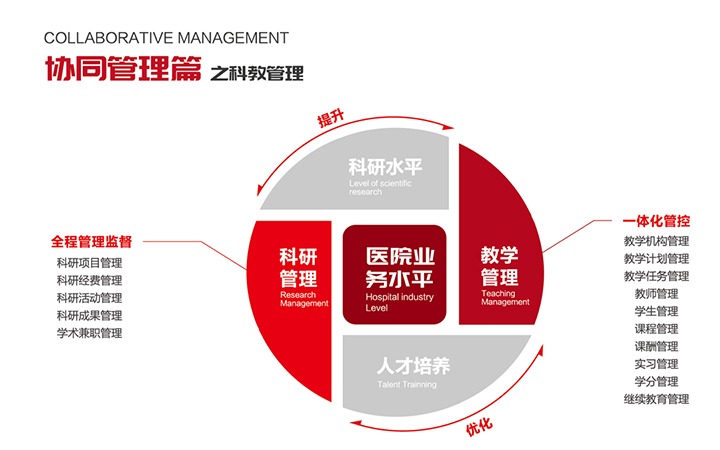 COLLABORATIVE MANAGEMENT
协同管理篇 之科教管理
提升
科研水平
Level of scientific
research
全程管理监督
科研项目管理
科研经费管理
科研活动管理
科研成果管理
学术兼职管理
科研
管理
Research
Management
医院业
务水平
Hospital industry
Level
教学
管理
Teaching
Management
一体化管控
教学机构管理
教学计划管理
教学任务管理
教师管理
学生管理
课程管理
课酬管理
实习管理
学分管理
继续教育管理
人才培养
Talent Trainning
优化